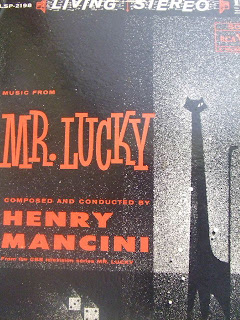 LSP-2198
LIVING STEREO
MUSIC FROM
MR. LUCKY
COMPOSED AND CONDUCTED BY
HENRY
MANCINI
From the CBS television series MR. LUCKY